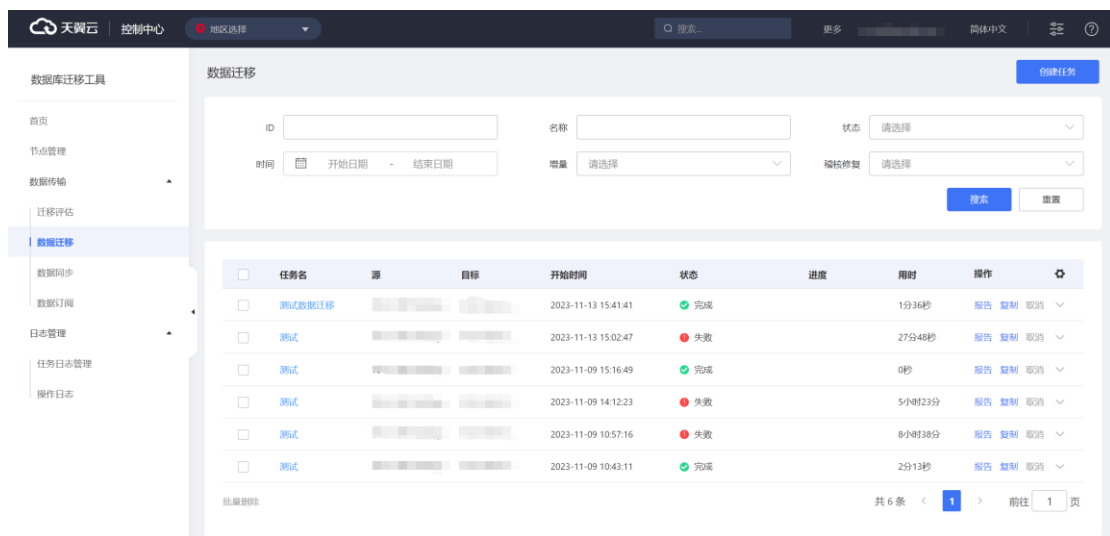 天翼云 控制中心 地区选择 搜索... 更多 简体中文
数据库迁移工具
首页
节点管理
数据传输
迁移评估
数据迁移
数据同步
数据订阅
日志管理
任务日志管理
操作日志
数据迁移 创建任务
ID 名称 状态 请选择
时间 开始日期 - 结束日期 增量 请选择 稽核修复 请选择
搜索 重置
任务名 源 目标 开始时间 状态 进度 用时 操作
测试数据迁移 2023-11-13 15:41:41 完成 1分36秒 报告 复制 取消
测试 2023-11-13 15:02:47 失败 27分48秒 报告 复制 取消
测试 2023-11-09 15:16:49 完成 0秒 报告 复制 取消
测试 2023-11-09 14:12:23 失败 5小时23分 报告 复制 取消
测试 2023-11-09 10:57:16 失败 8小时38分 报告 复制 取消
测试 2023-11-09 10:43:11 完成 2分13秒 报告 复制 取消
批量删除 共 6 条 1 前往 1 页